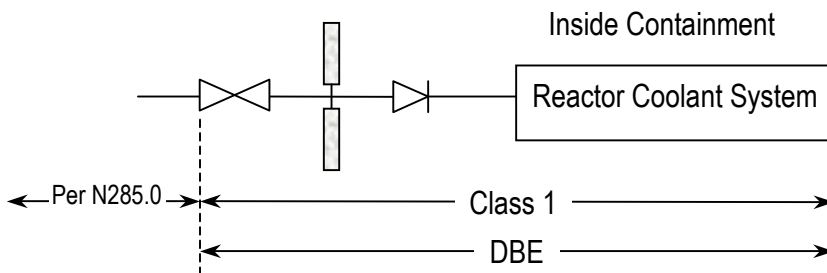 Inside Containment
Reactor Coolant System
Per N285.0
Class 1
DBE